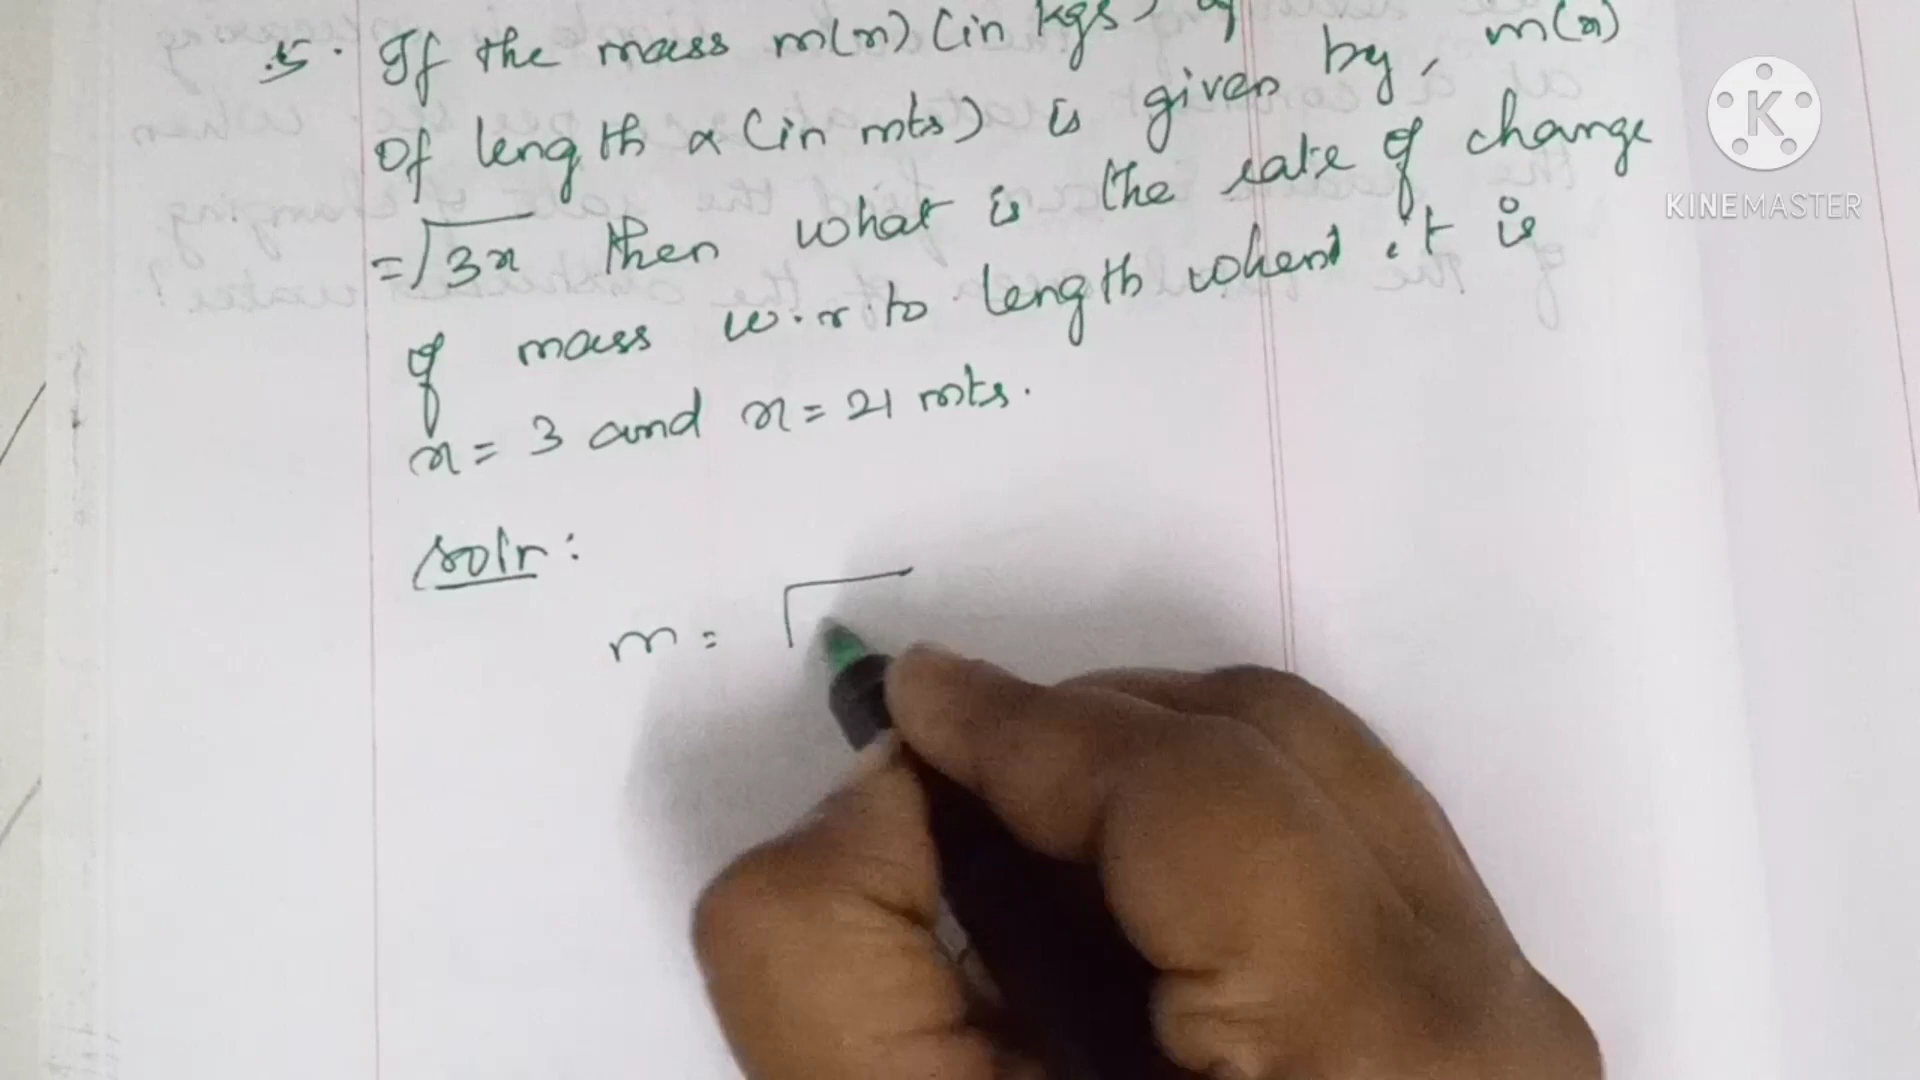 5. If the mass m(x) (in kgs)
of length x (in mts) is given by, m(x)
= √3x then what is the rate of change
of mass w.r.to length when it is
x = 3 and x = 21 mts.
soln:
m = √
K
KINEMASTER